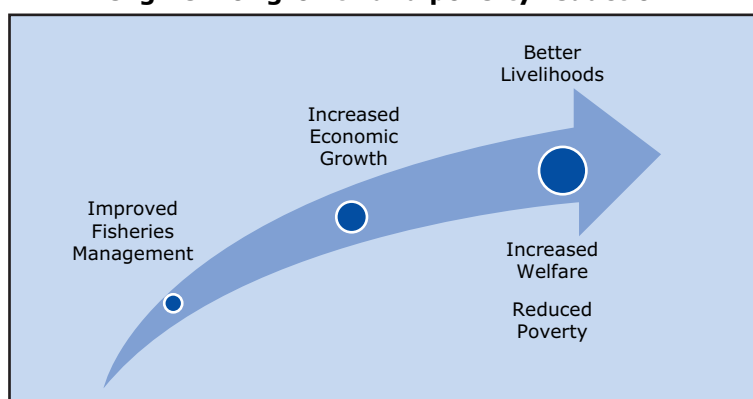 Improved
Fisheries
Management
Increased
Economic
Growth
Better
Livelihoods
Increased
Welfare
Reduced
Poverty